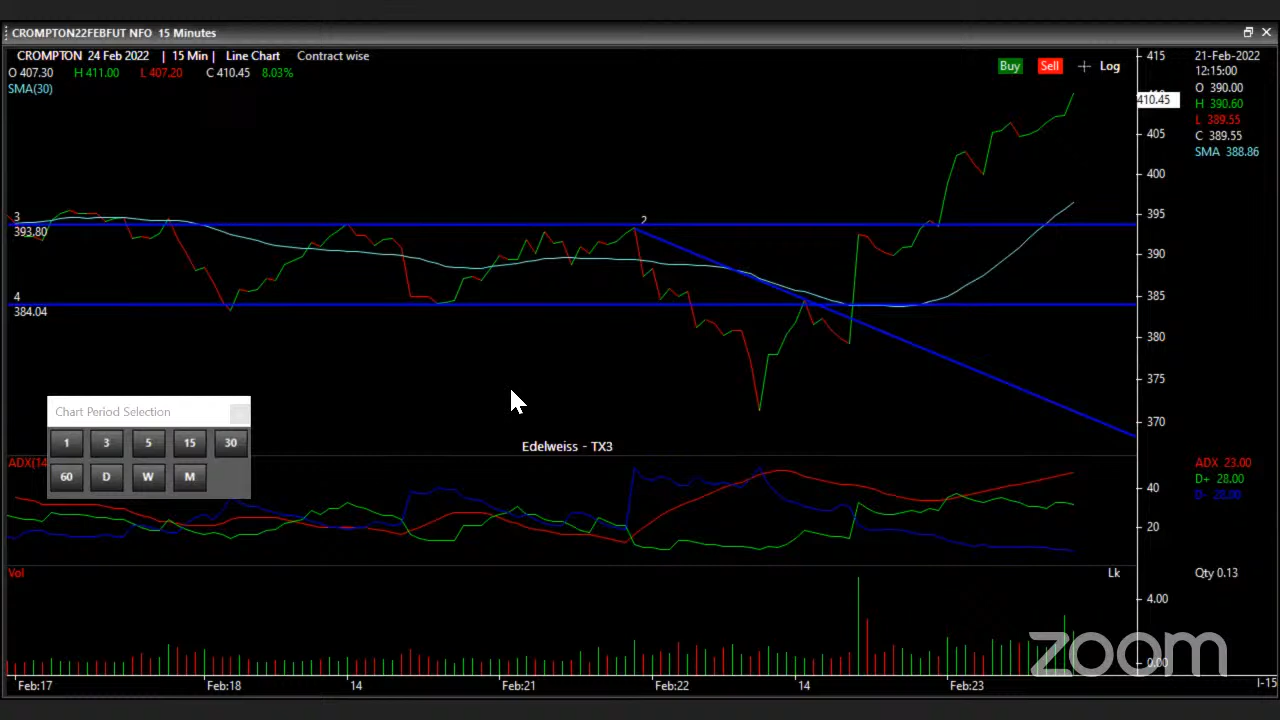 CROMPTON22FEBFUT NFO 15 Minutes
CROMPTON 24 Feb 2022 | 15 Min | Line Chart Contract wise
O 407.30 H 411.00 L 407.20 C 410.45 8.03%
SMA(30)
Buy Sell Log
415
410.45
405
400
395
390
385
380
375
370
21-Feb-2022
12:15:00
O 390.00
H 390.60
L 389.55
C 389.55
SMA 388.86
3
393.80
2
4
384.04
Chart Period Selection
1 3 5 15 30
60 D W M
Edelweiss - TX3
ADX(14
40
20
ADX 23.00
D+ 28.00
D- 22.00
Vol
Lk
Qty 0.13
4.00
0.00
zoom
Feb:17 Feb:18 14 Feb:21 Feb:22 14 Feb:23
I-15